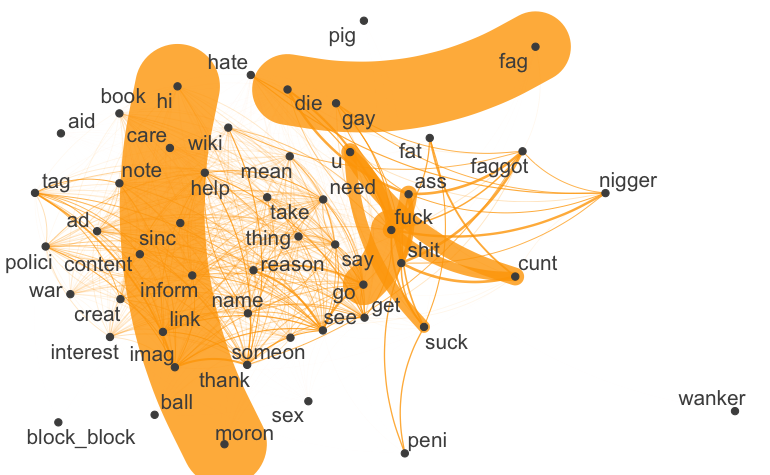 pig
fag
hate
book
hi
die
gay
aid
care
wiki
u
fat
faggot
mean
tag
note
help
need
ass
nigger
take
ad
sinc
thing
fuck
polici
content
say
shit
cunt
reason
war
inform
go
creat
name
get
link
see
interest
imag
someon
suck
thank
ball
sex
wanker
block_block
moron
peni